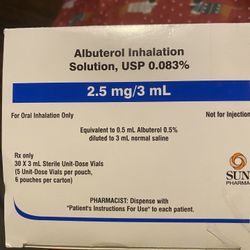 Albuterol Inhalation
Solution, USP 0.083%
2.5 mg/3 mL
For Oral Inhalation Only
Not for Injection
Equivalent to 0.5 mL Albuterol 0.5%
diluted to 3 mL normal saline
Rx only
30 X 3 mL Sterile Unit-Dose Vials
(5 Unit-Dose Vials per pouch,
6 pouches per carton)
SUN
PHARMA
PHARMACIST: Dispense with
"Patient's Instructions For Use" to each patient.